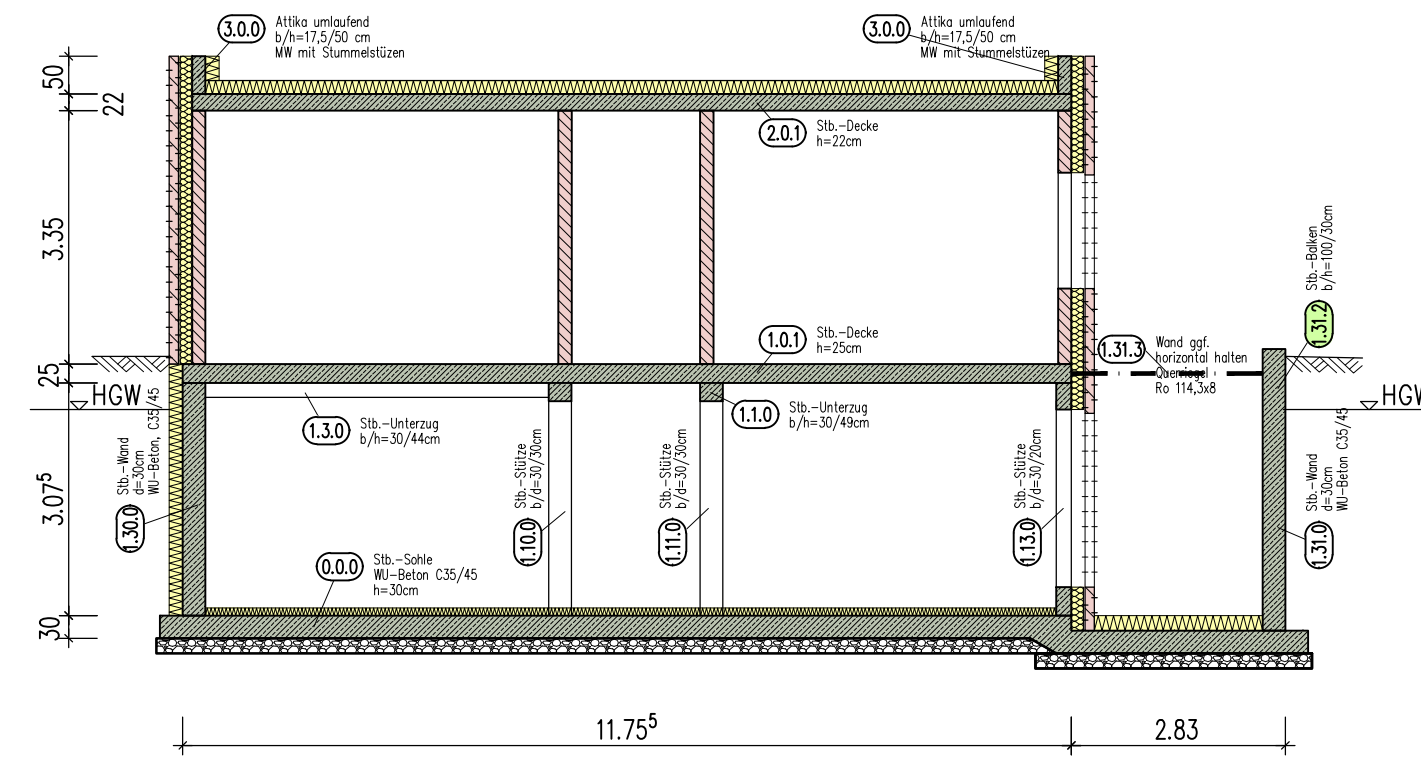 3.0.0
Attika umlaufend
b/h=17,5/50 cm
MW mit Stummelstüzen
3.0.0
Attika umlaufend
b/h=17,5/50 cm
MW mit Stummelstüzen
50
22
2.0.1
Stb.-Decke
h=22cm
3.35
Stb.-Balken
b/h=100/30cm
1.31.2
1.0.1
Stb.-Decke
h=25cm
1.31.3
Wand ggf.
horizontal halten
Querriegel
Ro 114,3x8
25
HGW
HGW
1.3.0
Stb.-Unterzug
b/h=30/44cm
1.1.0
Stb.-Unterzug
b/h=30/49cm
3.07⁵
1.30.0
Stb.-Wand
d=30cm
WU-Beton, C35/45
1.10.0
Stb.-Stütze
b/d=30/30cm
1.11.0
Stb.-Stütze
b/d=30/30cm
1.13.0
Stb.-Stütze
b/d=30/20cm
1.31.0
Stb.-Wand
d=30cm
WU-Beton C35/45
0.0.0
Stb.-Sohle
WU-Beton C35/45
h=30cm
30
11.75⁵
2.83